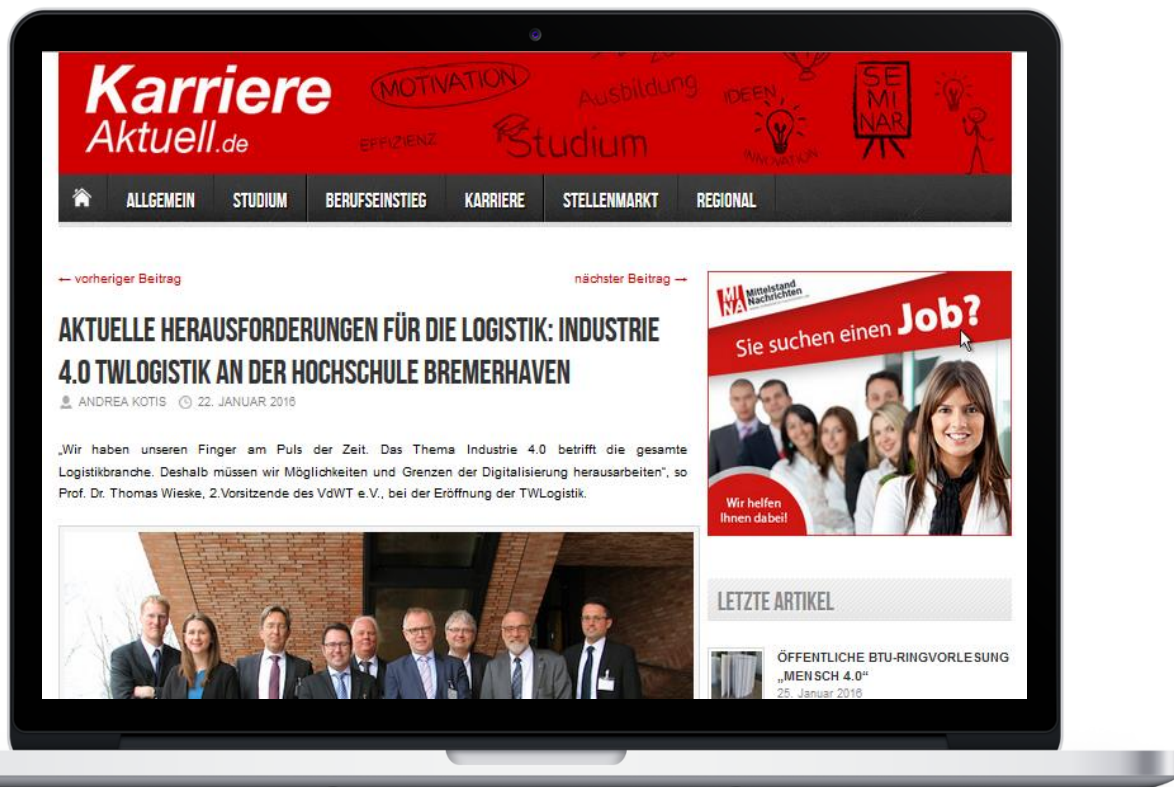 Karriere
Aktuell.de
MOTIVATION
EFFIZIENZ
Ausbildung
Studium
IDEEN
INNOVATION
SE
MI
NAR
ALLGEMEIN STUDIUM BERUFSEINSTIEG KARRIERE STELLENMARKT REGIONAL
← vorheriger Beitrag nächster Beitrag →
AKTUELLE HERAUSFORDERUNGEN FÜR DIE LOGISTIK: INDUSTRIE
4.0 TWLOGISTIK AN DER HOCHSCHULE BREMERHAVEN
ANDREA KOTIS 22. JANUAR 2016
„Wir haben unseren Finger am Puls der Zeit. Das Thema Industrie 4.0 betrifft die gesamte
Logistikbranche. Deshalb müssen wir Möglichkeiten und Grenzen der Digitalisierung herausarbeiten“, so
Prof. Dr. Thomas Wieske, 2.Vorsitzende des VdWT e.V., bei der Eröffnung der TWLogistik.
MI
NA
Mittelstand
Nachrichten
Sie suchen einen Job?
Wir helfen
Ihnen dabei!
LETZTE ARTIKEL
ÖFFENTLICHE BTU-RINGVORLESUNG
„MENSCH 4.0“
25. Januar 2016